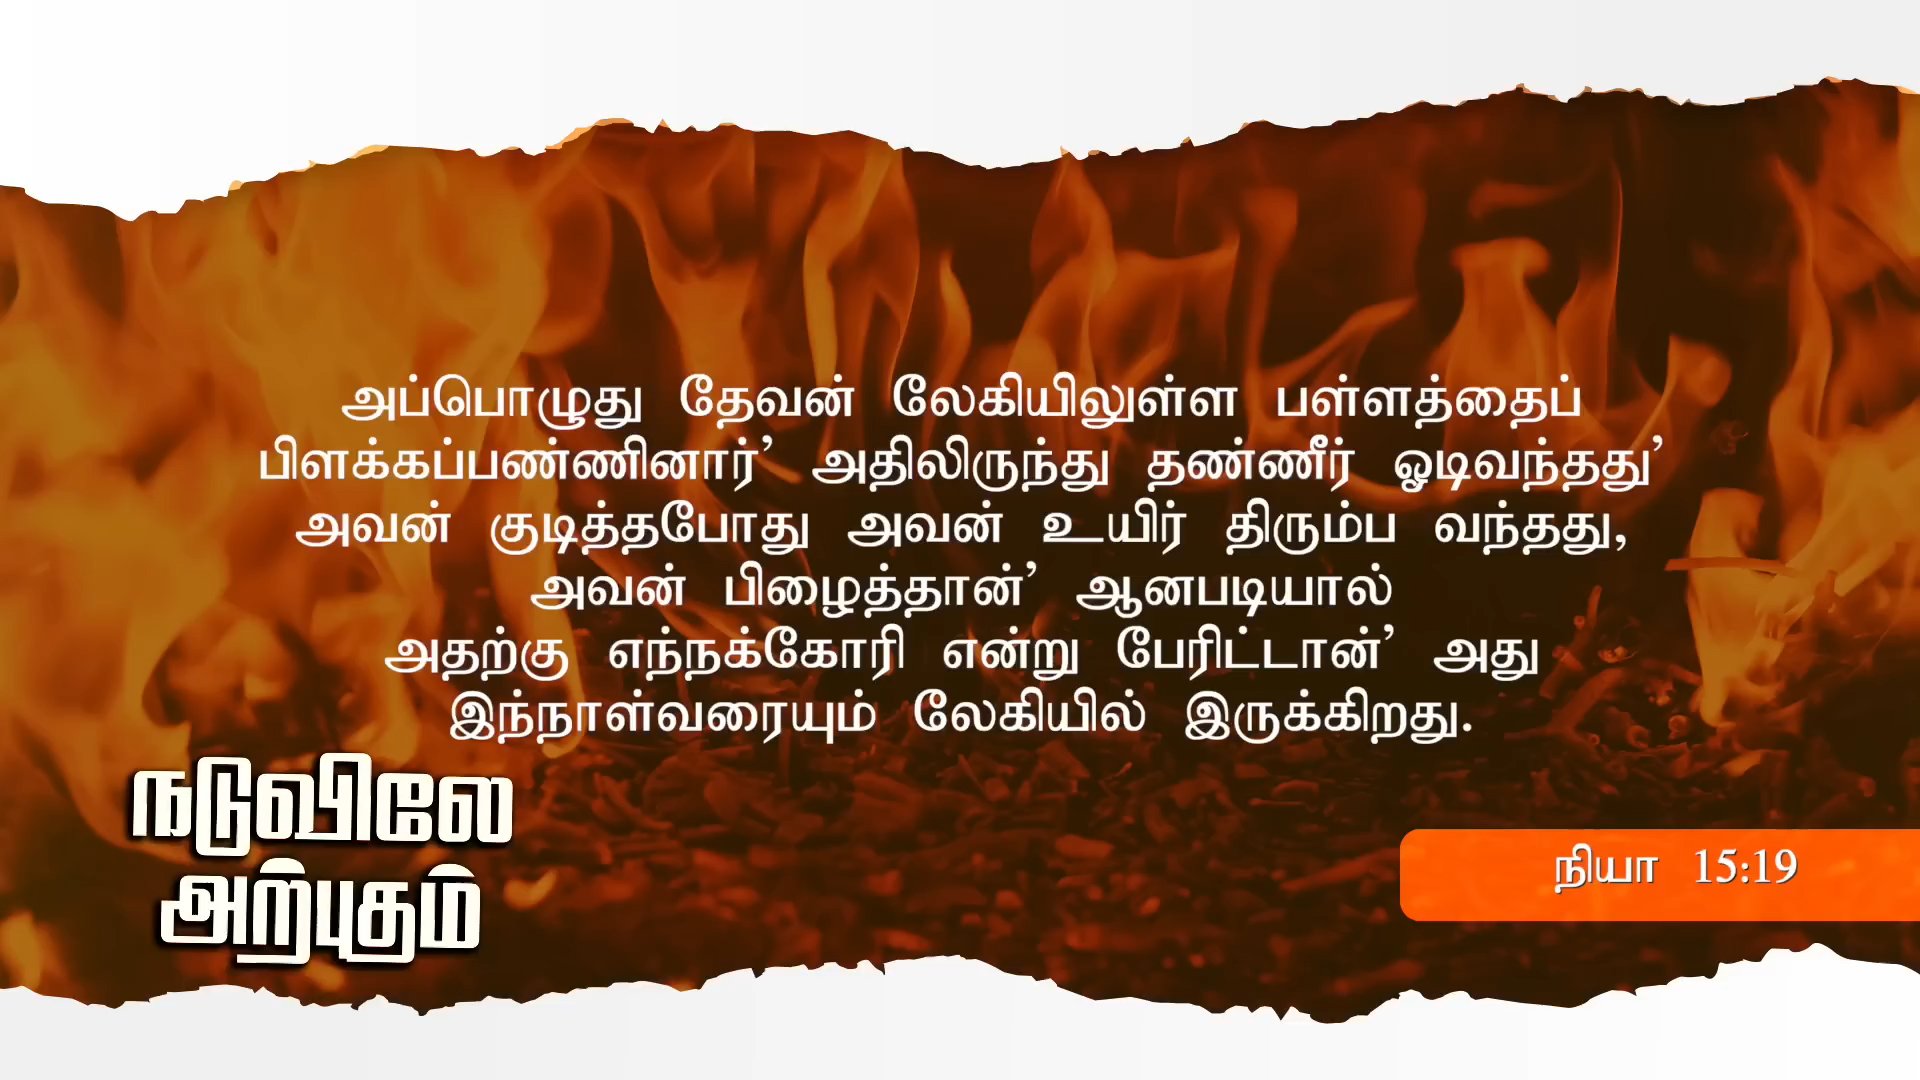 அப்பொழுது தேவன் லேகியிலுள்ள பள்ளத்தைப்
பிளக்கப்பண்ணினார்’ அதிலிருந்து தண்ணீர் ஓடிவந்தது’
அவன் குடித்தபோது அவன் உயிர் திரும்ப வந்தது,
அவன் பிழைத்தான்’ ஆனபடியால்
அதற்கு எந்நக்கோரி என்று பேரிட்டான்’ அது
இந்நாள்வரையும் லேகியில் இருக்கிறது.
நடுவிலே
அற்புதம்
நியா 15:19